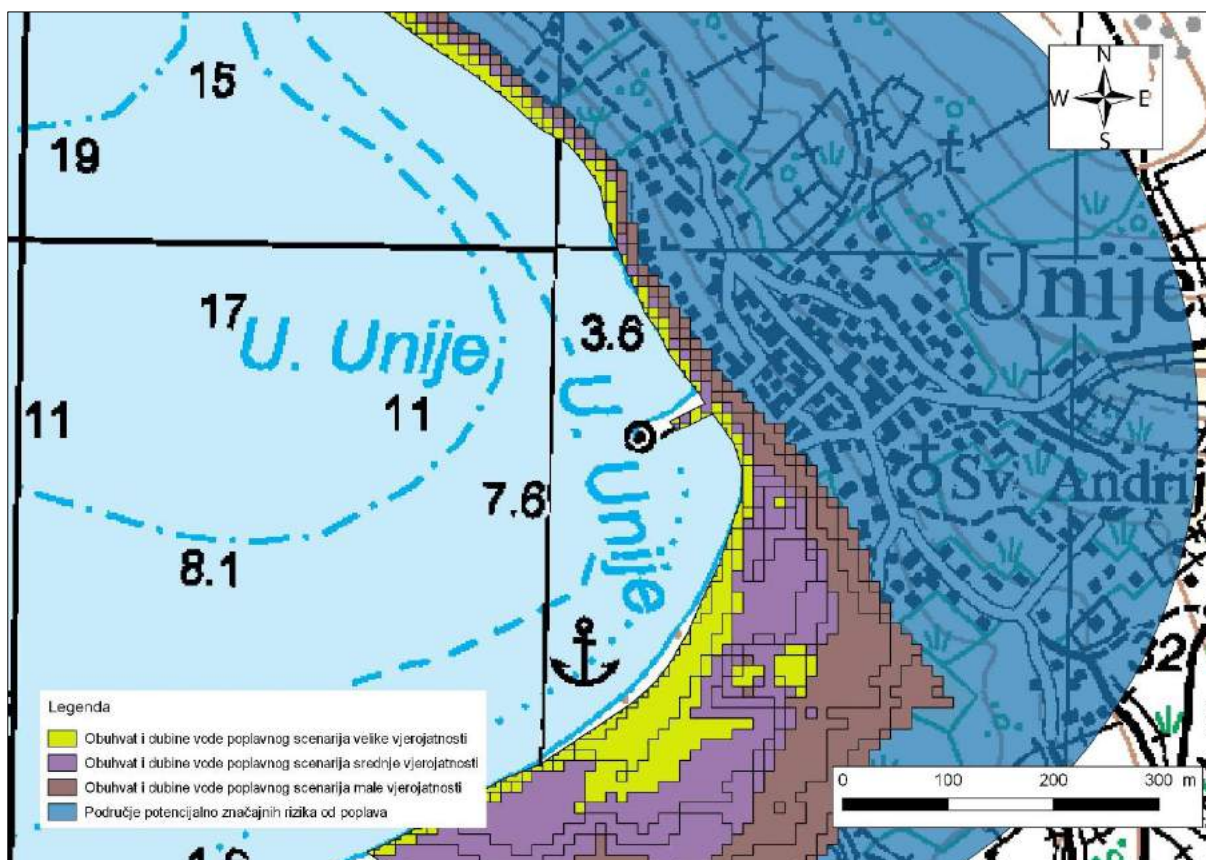 15
19
N
W E
S
17
U. Unije
3.6
Unije
11
11
U. Unije
7.6
Sv. Andrij
8.1
62
Legenda
Obuhvat i dubine vode poplavnog scenarija velike vjerojatnosti
Obuhvat i dubine vode poplavnog scenarija srednje vjerojatnosti
Obuhvat i dubine vode poplavnog scenarija male vjerojatnosti
Područje potencijalno značajnih rizika od poplava
0 100 200 300 m